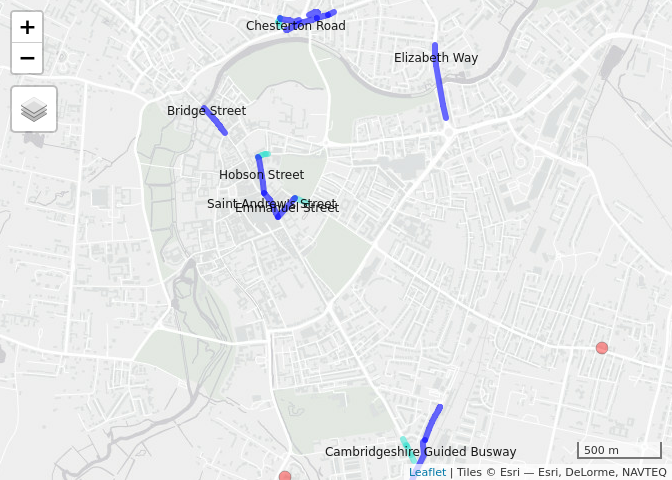 Chesterton Road
+
−
Elizabeth Way
Bridge Street
Hobson Street
Saint Andrew's Street
Emmanuel Street
Cambridgeshire Guided Busway
500 m
Leaflet | Tiles © Esri — Esri, DeLorme, NAVTEQ